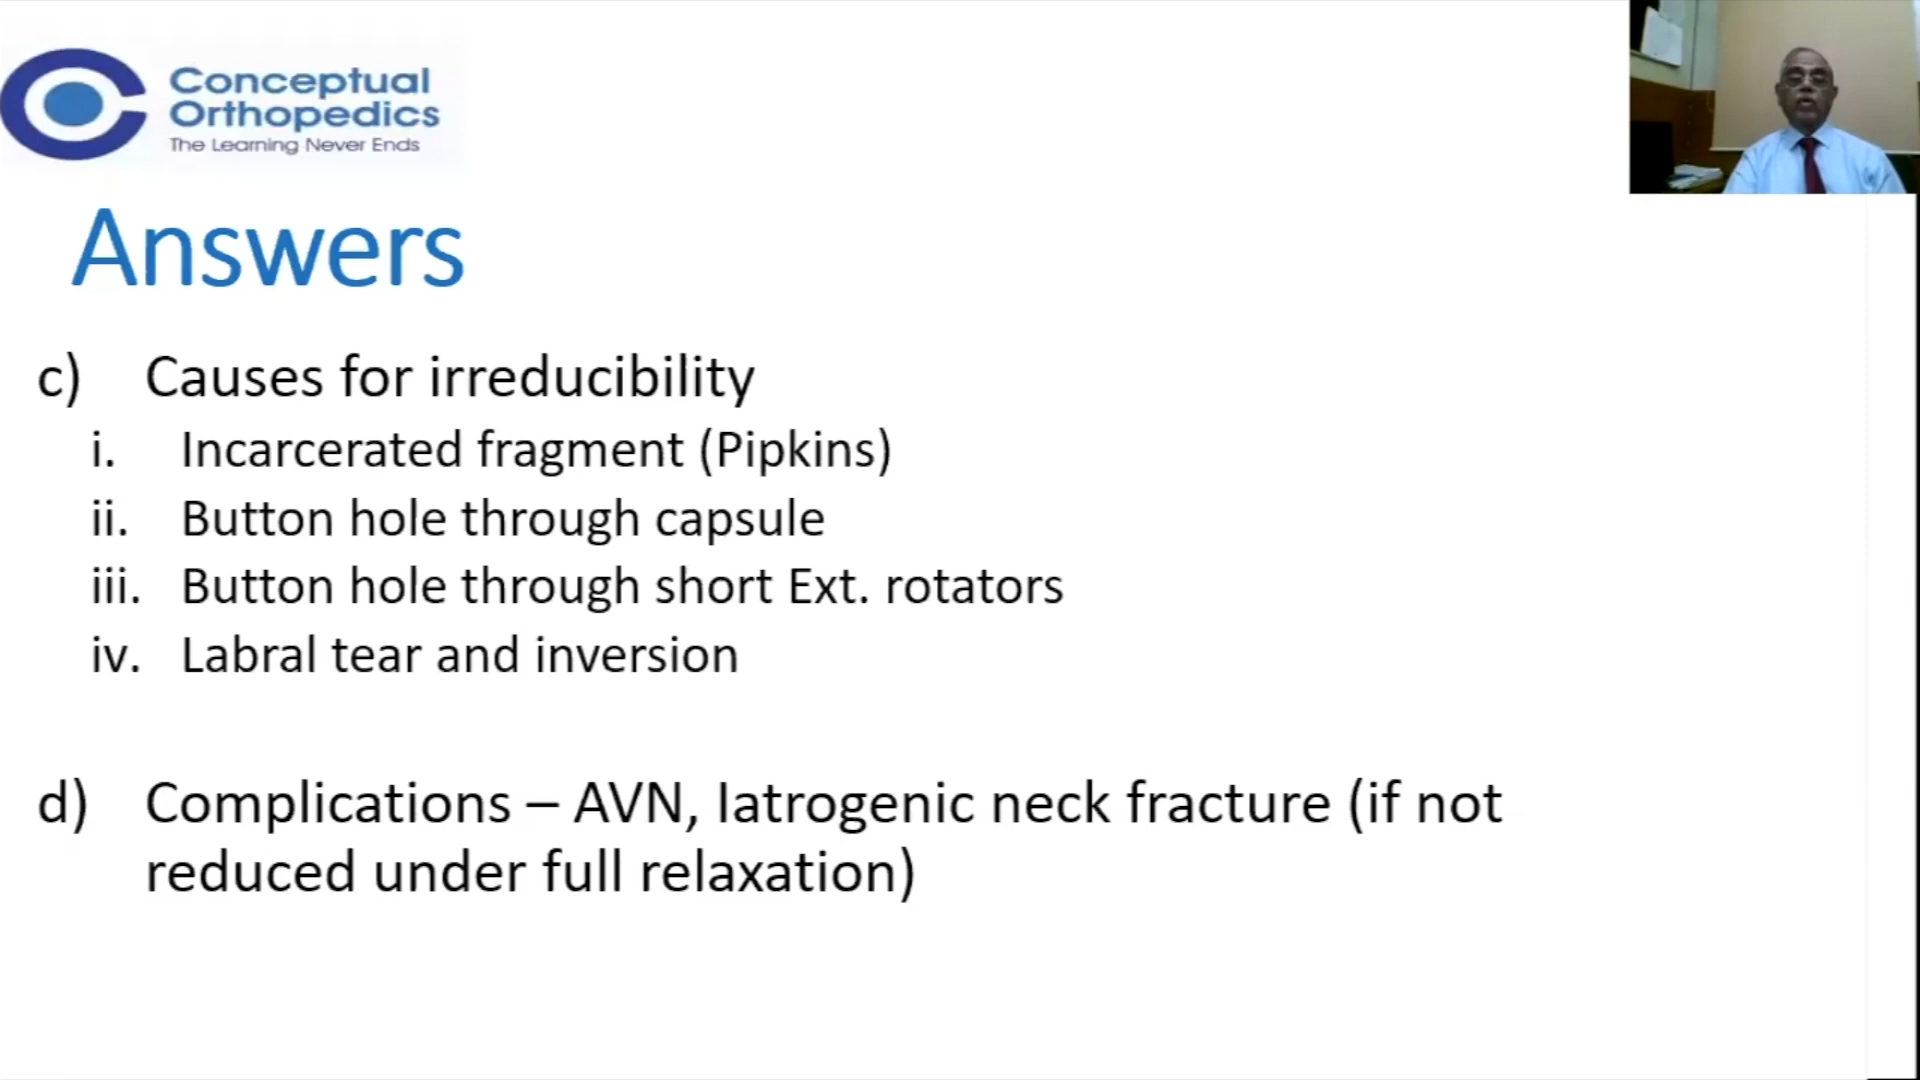 Conceptual
Orthopedics
The Learning Never Ends
Answers
c) Causes for irreducibility
i. Incarcerated fragment (Pipkins)
ii. Button hole through capsule
iii. Button hole through short Ext. rotators
iv. Labral tear and inversion
d) Complications – AVN, Iatrogenic neck fracture (if not
reduced under full relaxation)